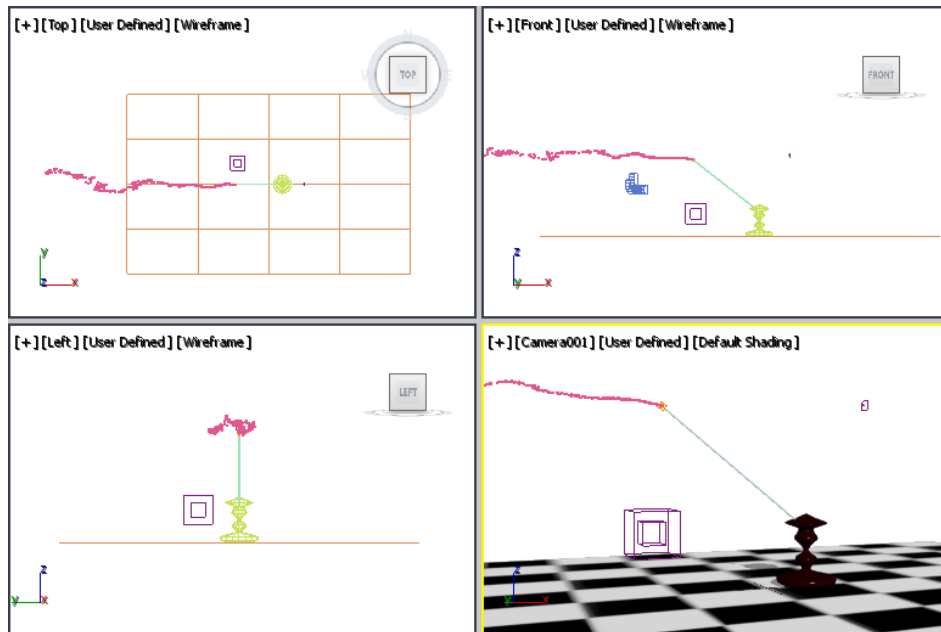 [+] [Top] [User Defined] [Wireframe]
N
W TOP E
y
z x
[+] [Front] [User Defined] [Wireframe]
FRONT
z
y x
[+] [Left] [User Defined] [Wireframe]
LEFT
z
y x
[+] [Camera001] [User Defined] [Default Shading]
z
y x